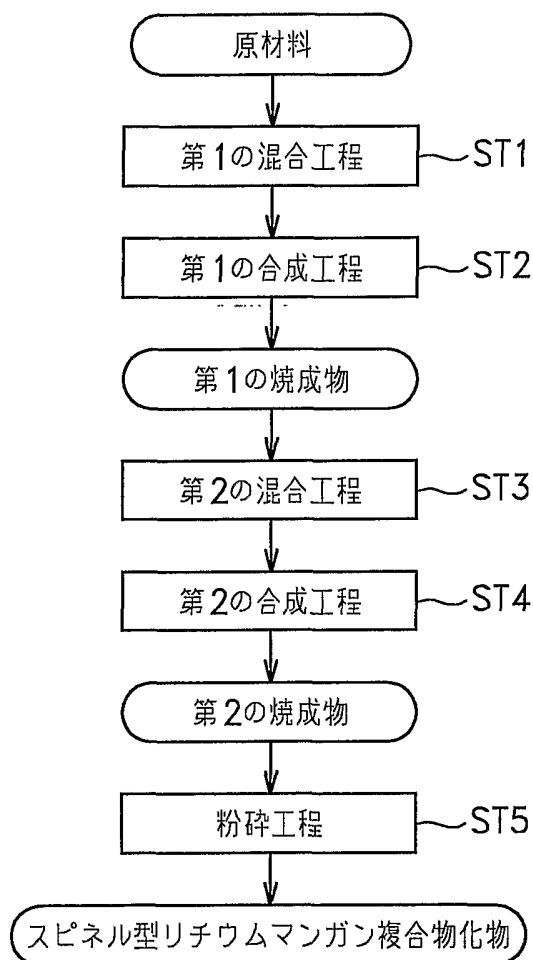 原材料
第1の混合工程 ST1
第1の合成工程 ST2
第1の焼成物
第2の混合工程 ST3
第2の合成工程 ST4
第2の焼成物
粉砕工程 ST5
スピネル型リチウムマンガン複合物化物